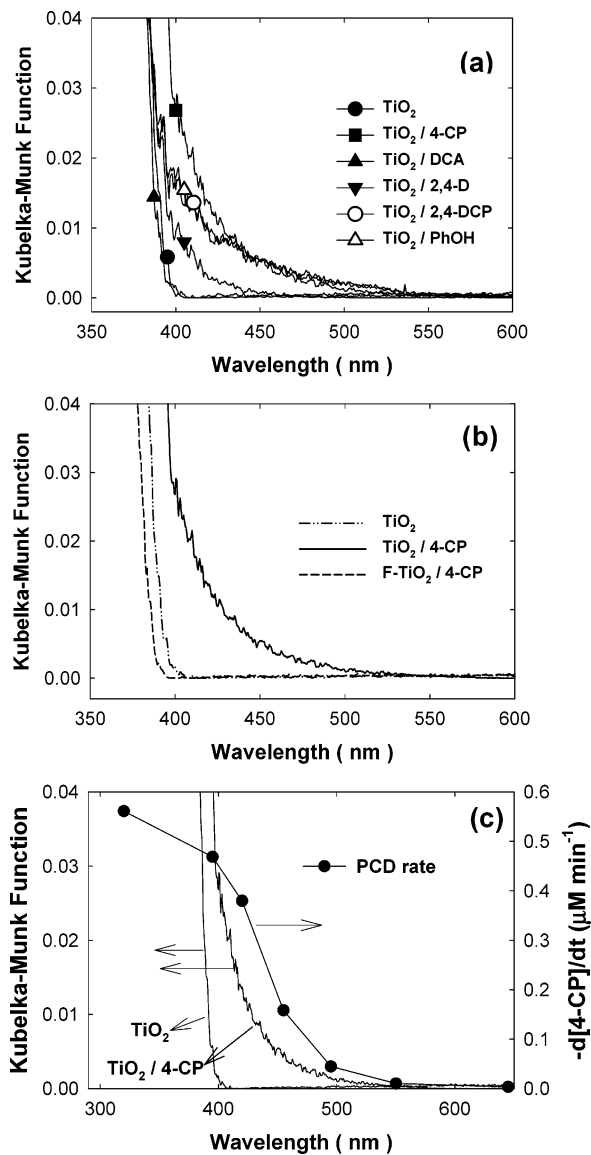 (a)
Kubelka-Munk Function
0.04
0.03
0.02
0.01
0.00
TiO₂
TiO₂ / 4-CP
TiO₂ / DCA
TiO₂ / 2,4-D
TiO₂ / 2,4-DCP
TiO₂ / PhOH
350 400 450 500 550 600
Wavelength ( nm )
(b)
Kubelka-Munk Function
0.04
0.03
0.02
0.01
0.00
TiO₂
TiO₂ / 4-CP
F-TiO₂ / 4-CP
350 400 450 500 550 600
Wavelength ( nm )
(c)
Kubelka-Munk Function
0.04
0.03
0.02
0.01
0.00
PCD rate
TiO₂
TiO₂ / 4-CP
0.6
0.5
0.4
0.3
0.2
0.1
0.0
-d[4-CP]/dt (μM min⁻¹)
300 400 500 600
Wavelength ( nm )